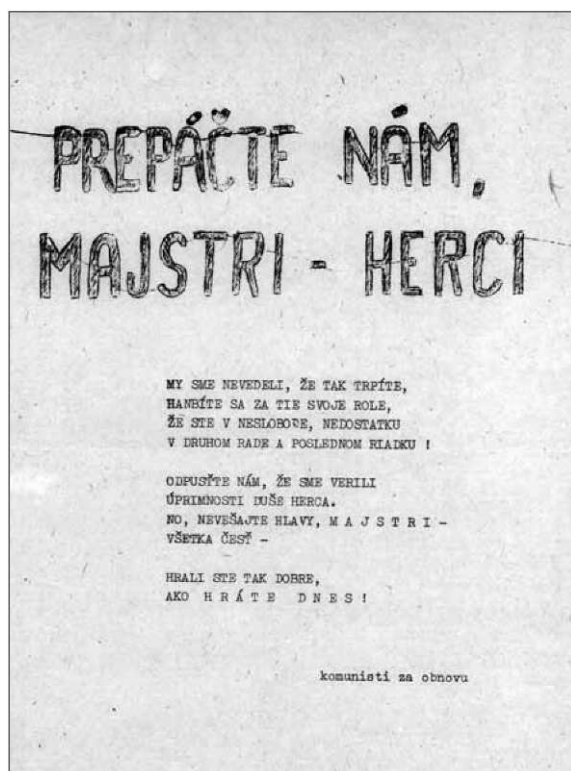 PREPÁČTE NÁM,
MAJSTRI - HERCI
MY SME NEVEDELI, ŽE TAK TRPÍTE,
HANBÍTE SA ZA TIE SVOJE ROLE,
ŽE STE V NESLOBODE, NEDOSTATKU
V DRUHOM RADE A POSLEDNOM RIADKU !
ODPUSŤTE NÁM, ŽE SME VERILI
ÚPRIMNOSTI DUŠE HERCA.
NO, NEVEŠAJTE HLAVY, M A J S T R I -
VŠETKA ČESŤ -
HRALI STE TAK DOBRE,
AKO H R Á T E D N E S !
komunisti za obnovu